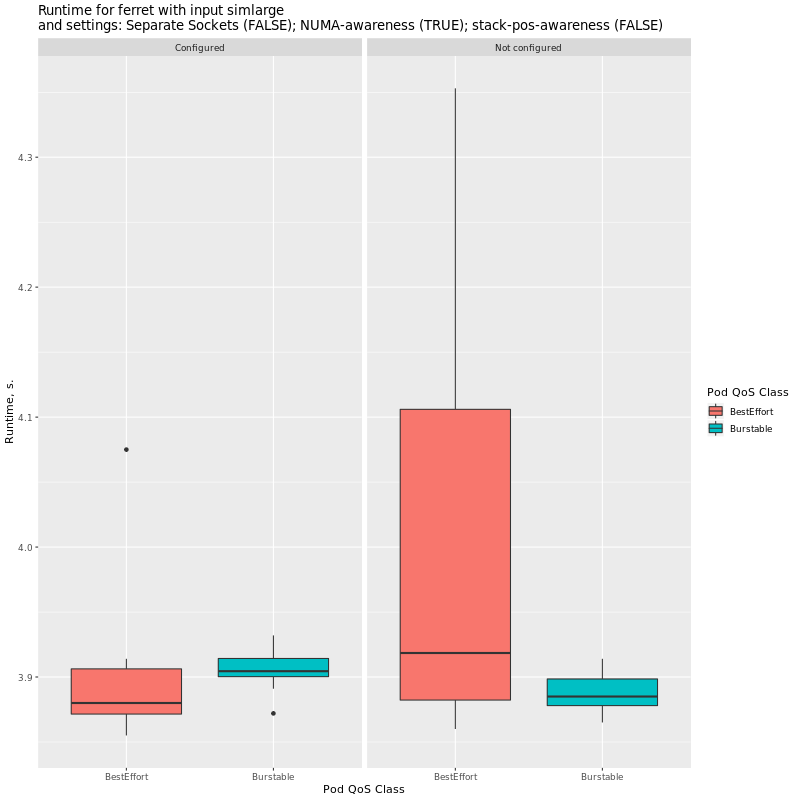 Runtime for ferret with input simlarge
and settings: Separate Sockets (FALSE); NUMA-awareness (TRUE); stack-pos-awareness (FALSE)
Configured
Not configured
4.3
4.2
4.1
4.0
3.9
Runtime, s.
BestEffort
Burstable
BestEffort
Burstable
Pod QoS Class
Pod QoS Class
BestEffort
Burstable